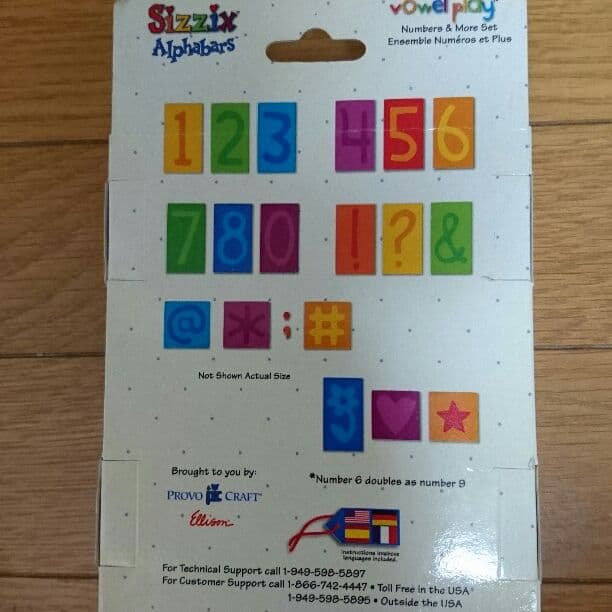 Sizzix
Alphabars
vowel play
Numbers & More Set
Ensemble Numéros et Plus
1 2 3 4 5 6
7 8 0 ! ? &
@ * ; #
Not Shown Actual Size
Brought to you by:
PROVO CRAFT
Ellison
*Number 6 doubles as number 9
languages included.
For Technical Support call 1-949-598-5897
For Customer Support call 1-866-742-4447 • Toll Free in the USA
1-949-598-5895 • Outside the USA